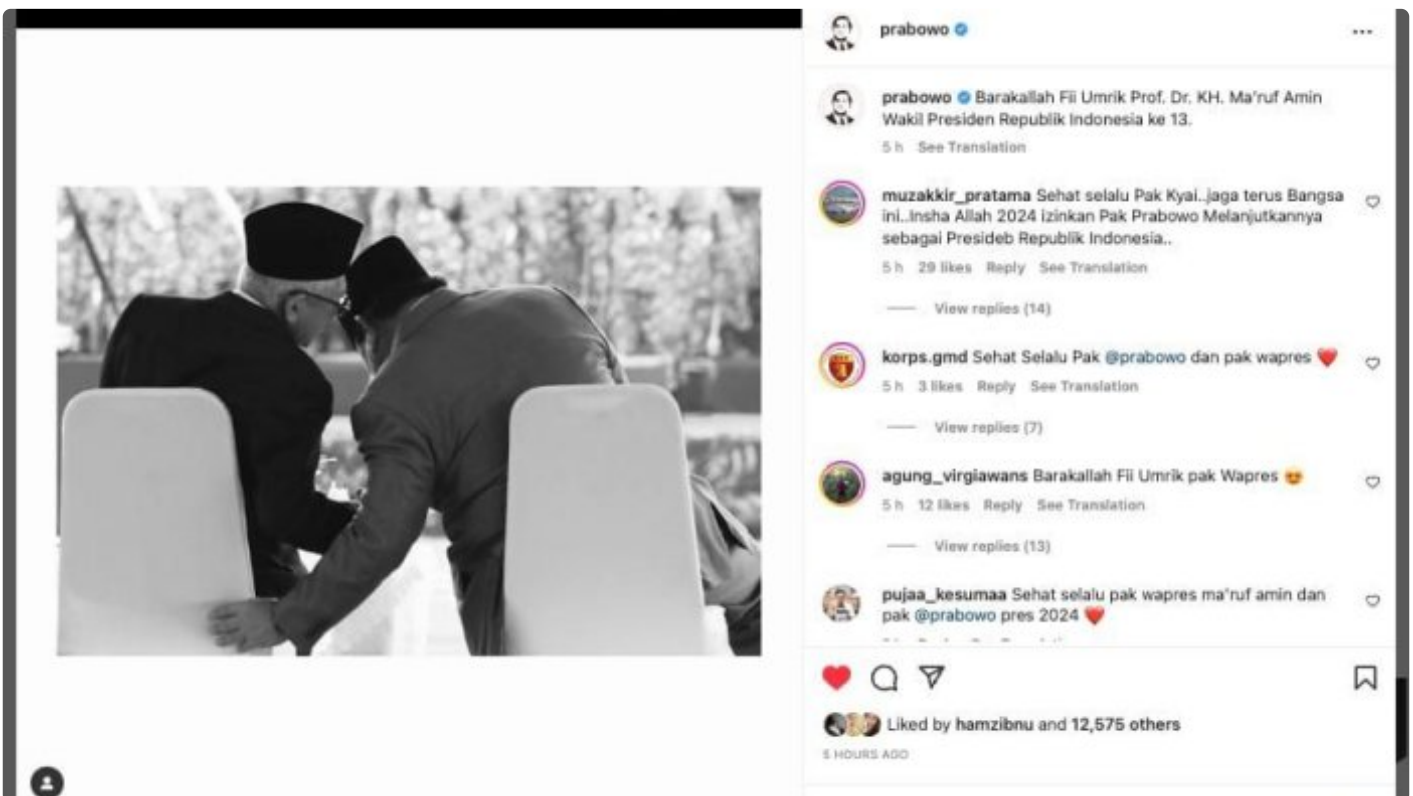 prabowo
prabowo Barakallah Fii Umrik Prof. Dr. KH. Ma'ruf Amin
Wakil Presiden Republik Indonesia ke 13.
5 h See Translation
muzakkir_pratama Sehat selalu Pak Kyai..jaga terus Bangsa
ini..Insha Allah 2024 izinkan Pak Prabowo Melanjutkannya
sebagai Presideb Republik Indonesia..
5 h 29 likes Reply See Translation
View replies (14)
korps.gmd Sehat Selalu Pak @prabowo dan pak wapres ❤️
5 h 3 likes Reply See Translation
View replies (7)
agung_virgiawans Barakallah Fii Umrik pak Wapres 😍
5 h 12 likes Reply See Translation
View replies (13)
pujaa_kesumaa Sehat selalu pak wapres ma'ruf amin dan
pak @prabowo pres 2024 ❤️
Liked by hamzibnu and 12,575 others
5 HOURS AGO